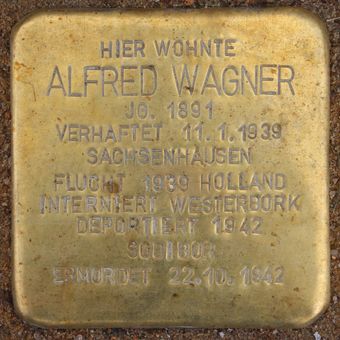 HIER WOHNTE
ALFRED WAGNER
JG. 1891
VERHAFTET 11.1.1939
SACHSENHAUSEN
FLUCHT 1939 HOLLAND
INTERNIERT WESTERBORK
DEPORTIERT 1942
SOBIBOR
ERMORDET 22.10.1942